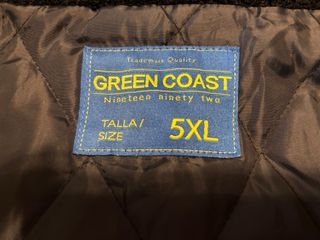 Trademark Quality
GREEN COAST
Nineteen ninety two
TALLA/
SIZE
5XL